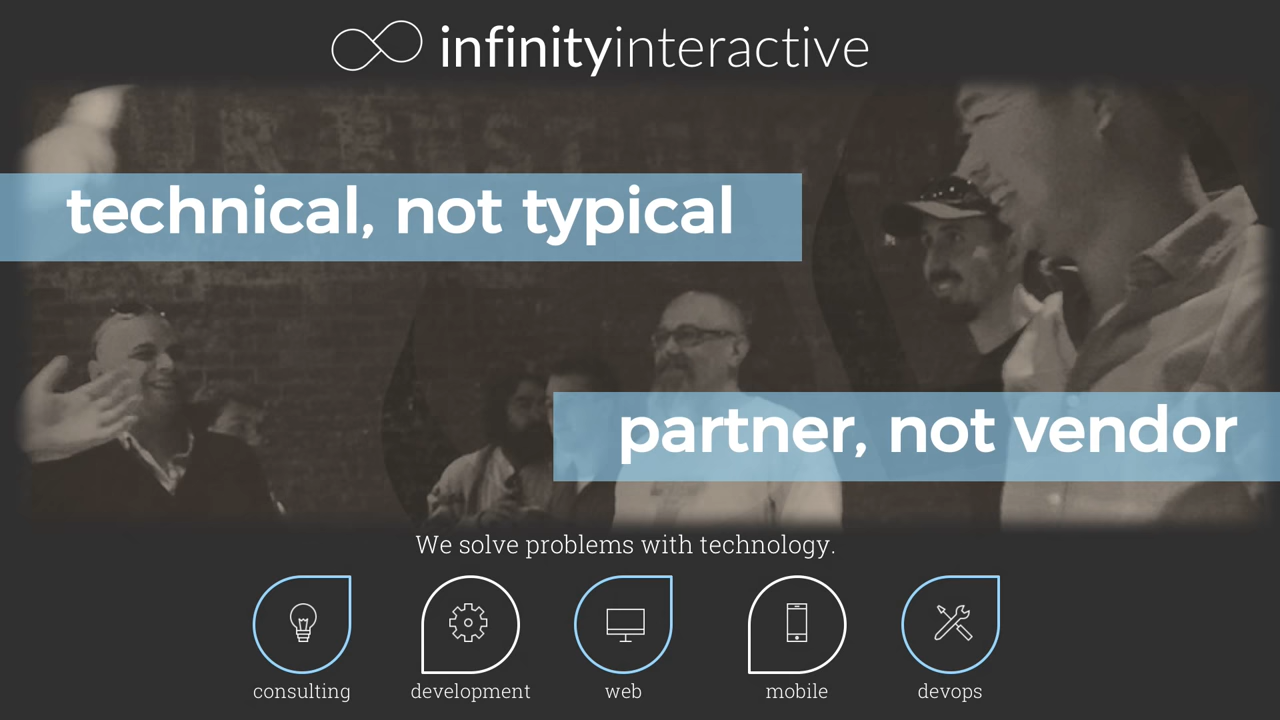 infinityinteractive
technical, not typical
partner, not vendor
We solve problems with technology.
consulting
development
web
mobile
devops